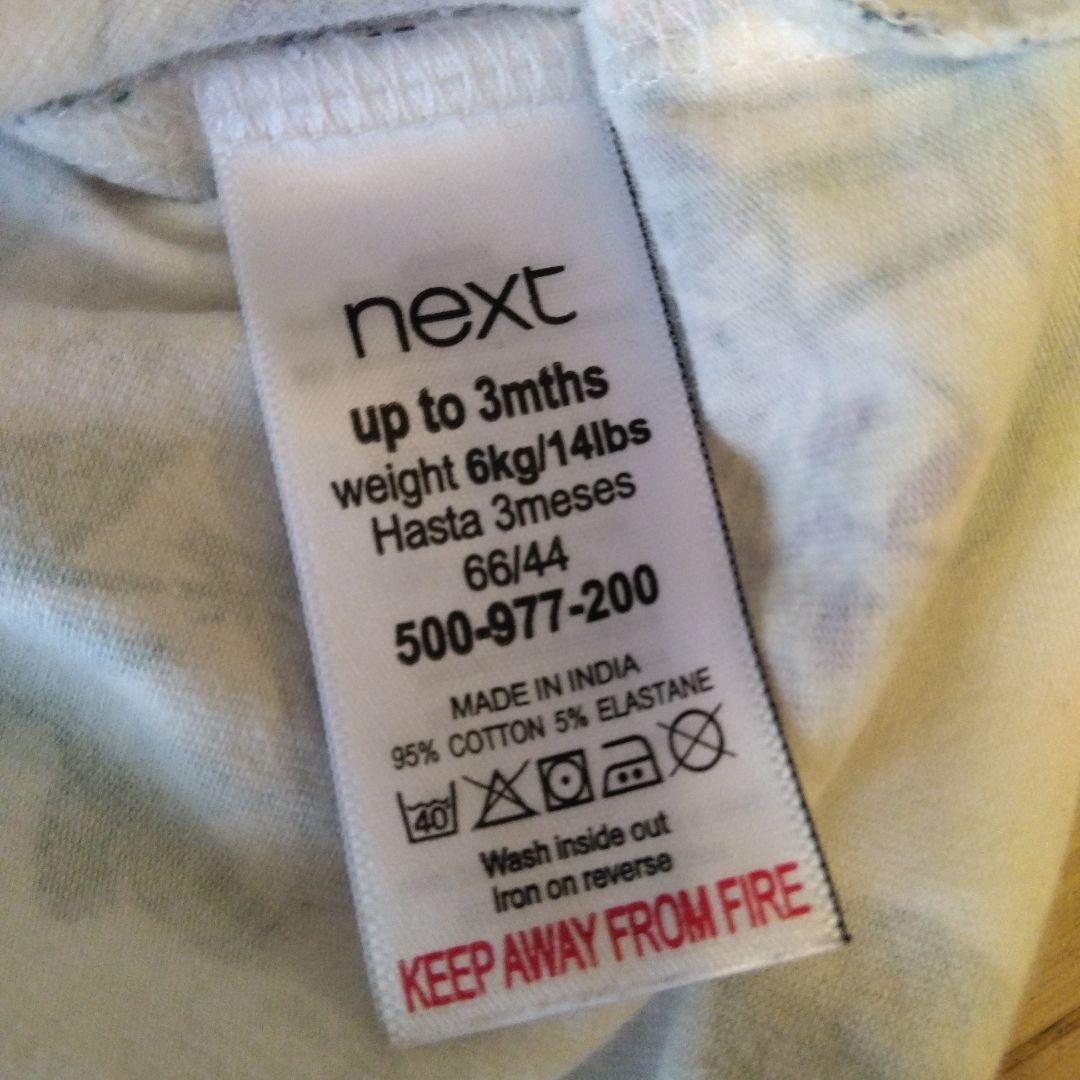 next
up to 3mths
weight 6kg/14lbs
Hasta 3meses
66/44
500-977-200
MADE IN INDIA
95% COTTON 5% ELASTANE
40
Wash inside out
Iron on reverse
KEEP AWAY FROM FIRE